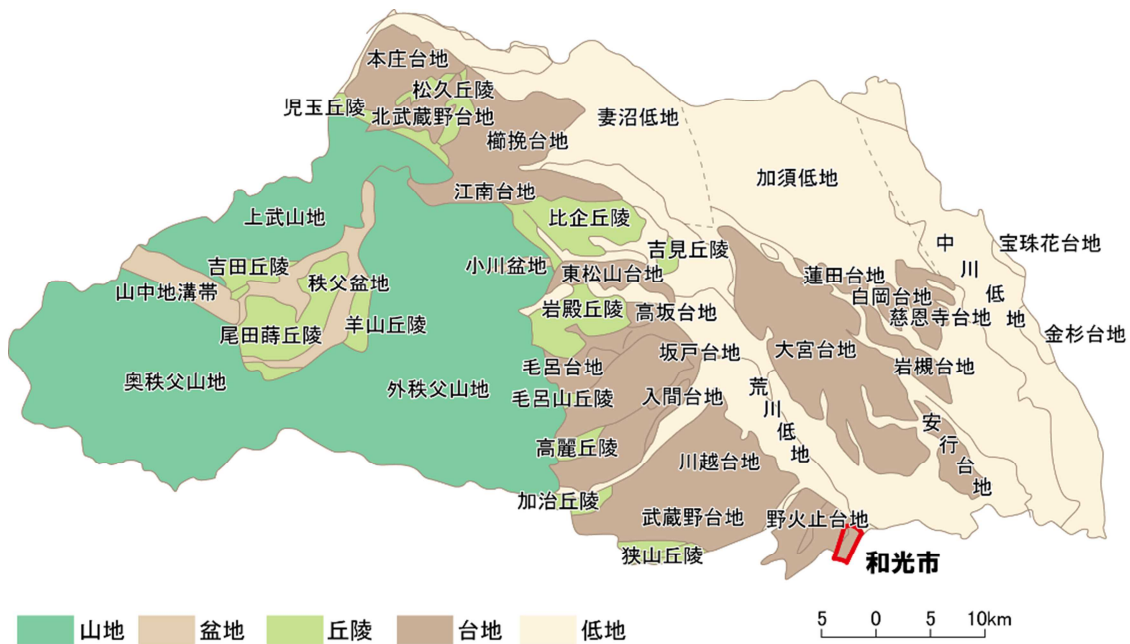 本庄台地
松久丘陵
児玉丘陵
北武蔵野台地
櫛挽台地
妻沼低地
加須低地
江南台地
上武山地
比企丘陵
吉見丘陵
中川低地
宝珠花台地
吉田丘陵
小川盆地
東松山台地
蓮田台地
山中地溝帯
秩父盆地
白岡台地
尾田蒔丘陵
羊山丘陵
岩殿丘陵
高坂台地
慈恩寺台地
金杉台地
大宮台地
坂戸台地
毛呂台地
岩槻台地
奥秩父山地
外秩父山地
毛呂山丘陵
入間台地
荒川低地
安行台地
高麗丘陵
川越台地
加治丘陵
武蔵野台地
野火止台地
狭山丘陵
和光市
山地
盆地
丘陵
台地
低地
5 0 5 10km